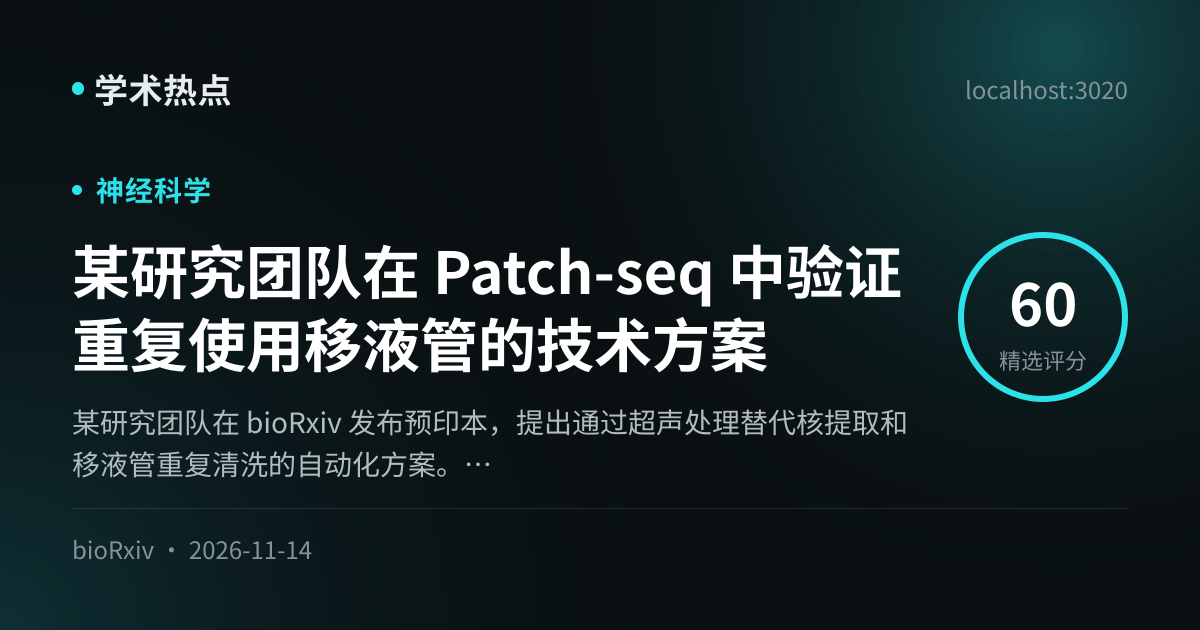 学术热点
localhost:3020
神经科学
某研究团队在 Patch-seq 中验证
重复使用移液管的技术方案
60
精选评分
某研究团队在 bioRxiv 发布预印本，提出通过超声处理替代核提取和
移液管重复清洗的自动化方案。…
bioRxiv · 2026-11-14